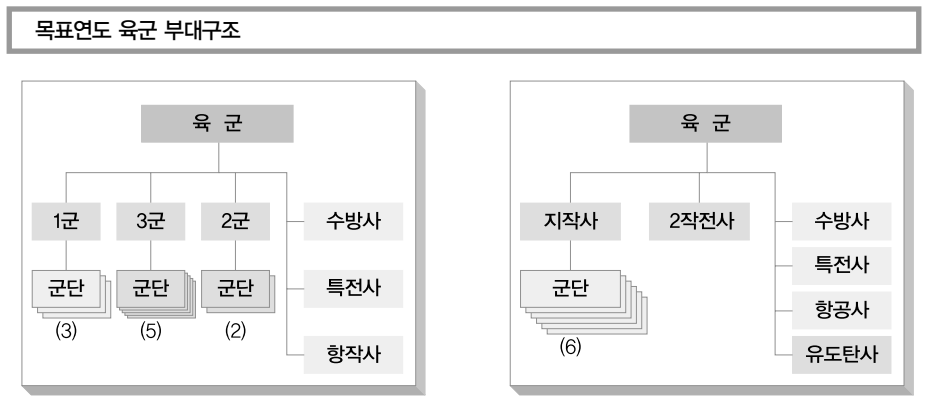 목표연도 육군 부대구조
육 군
1군
3군
2군
수방사
군단
군단
군단
특전사
(3)
(5)
(2)
항작사
육 군
지작사
2작전사
수방사
특전사
군단
항공사
(6)
유도탄사